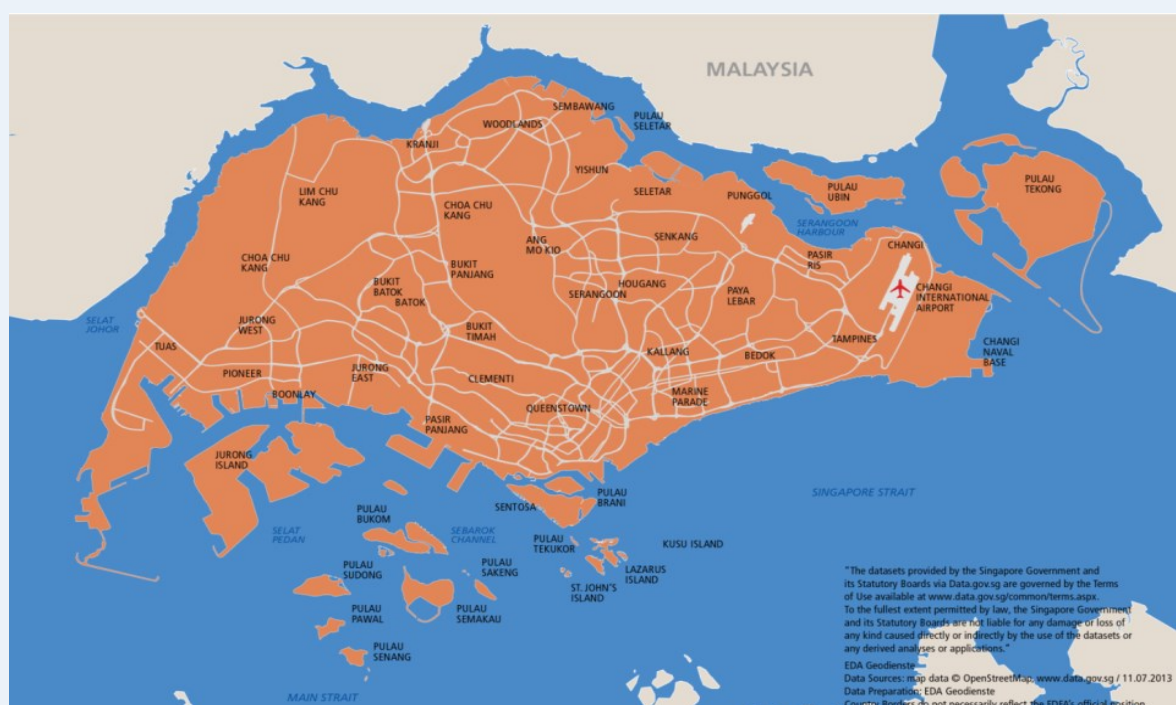 MALAYSIA
SEMBAWANG
PULAU
SELETAR
WOODLANDS
KRANJI
YISHUN
LIM CHU
KANG
SELETAR
PUNGGOL
PULAU
UBIN
PULAU
TEKONG
CHOA CHU
KANG
SERANGOON
HARBOUR
ANG
MO KIO
SENKANG
CHANGI
CHOA CHU
KANG
BUKIT
PANJANG
PASIR
RIS
BUKIT
BATOK
BATOK
SERANGOON
HOUGANG
PAYA
LEBAR
CHANGI
INTERNATIONAL
AIRPORT
SELAT
JOHOR
JURONG
WEST
BUKIT
TIMAH
TUAS
KALLANG
BEDOK
TAMPINES
CHANGI
NAVAL
BASE
PIONEER
JURONG
EAST
CLEMENTI
BOONLAY
MARINE
PARADE
QUEENSTOWN
PASIR
PANJANG
JURONG
ISLAND
SINGAPORE STRAIT
PULAU
BRANI
SENTOSA
PULAU
BUKOM
SELAT
PEDAN
SEBAROK
CHANNEL
PULAU
TEKUKOR
KUSU ISLAND
PULAU
SUDONG
PULAU
SAKENG
LAZARUS
ISLAND
ST. JOHN'S
ISLAND
PULAU
PAWAL
PULAU
SEMAKAU
PULAU
SENANG
MAIN STRAIT
"The datasets provided by the Singapore Government and
its Statutory Boards via Data.gov.sg are governed by the Terms
of Use available at www.data.gov.sg/common/terms.aspx.
To the fullest extent permitted by law, the Singapore Government
and its Statutory Boards are not liable for any damage or loss of
any kind caused directly or indirectly by the use of the datasets or
any derived analyses or applications."
EDA Geodienste
Data Sources: map data © OpenStreetMap, www.data.gov.sg / 11.07.2013
Data Preparation: EDA Geodienste
Country Borders do not necessarily reflect the FDFA's official position